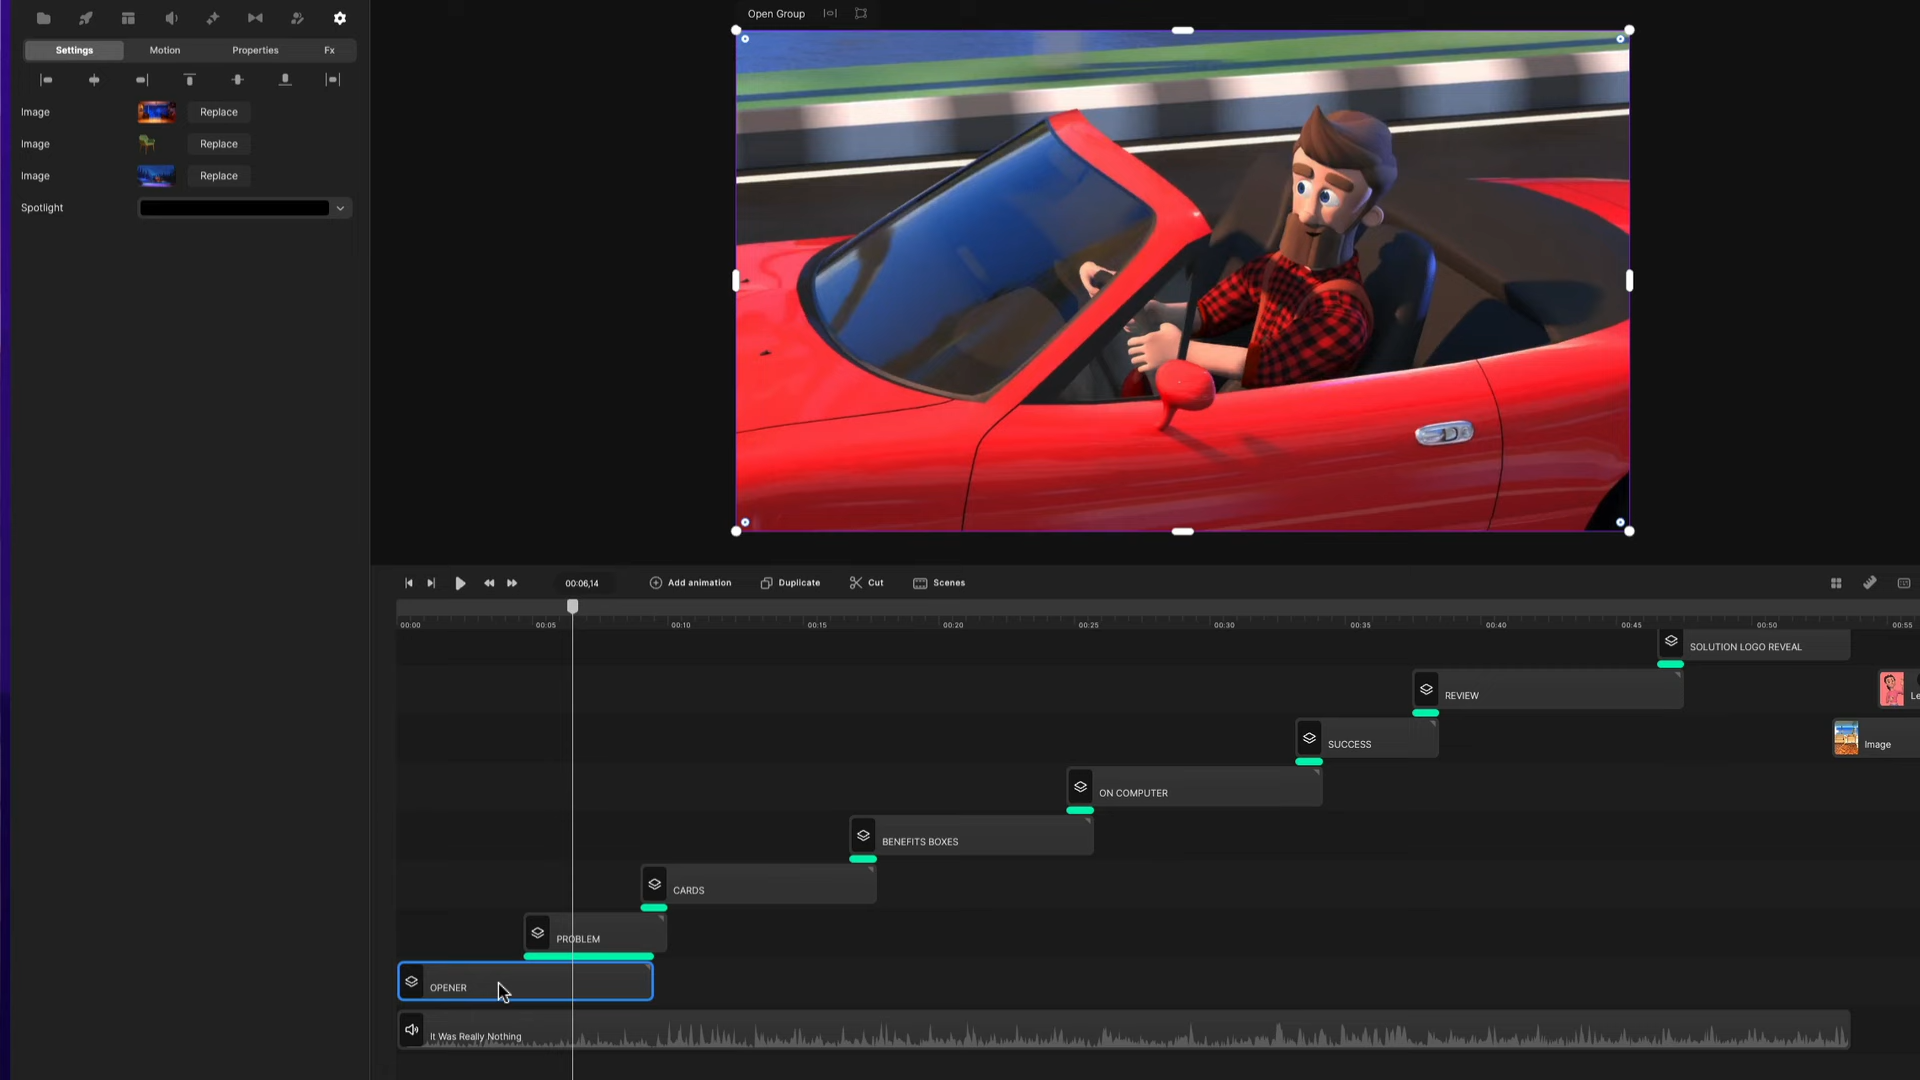 Open Group
Settings Motion Properties Fx
Image Replace
Image Replace
Image Replace
Spotlight
00:06,14 Add animation Duplicate Cut Scenes
00:00 00:05 00:10 00:15 00:20 00:25 00:30 00:35 00:40 00:45 00:50 00:55
SOLUTION LOGO REVEAL
REVIEW Le
SUCCESS Image
ON COMPUTER
BENEFITS BOXES
CARDS
PROBLEM
OPENER
It Was Really Nothing